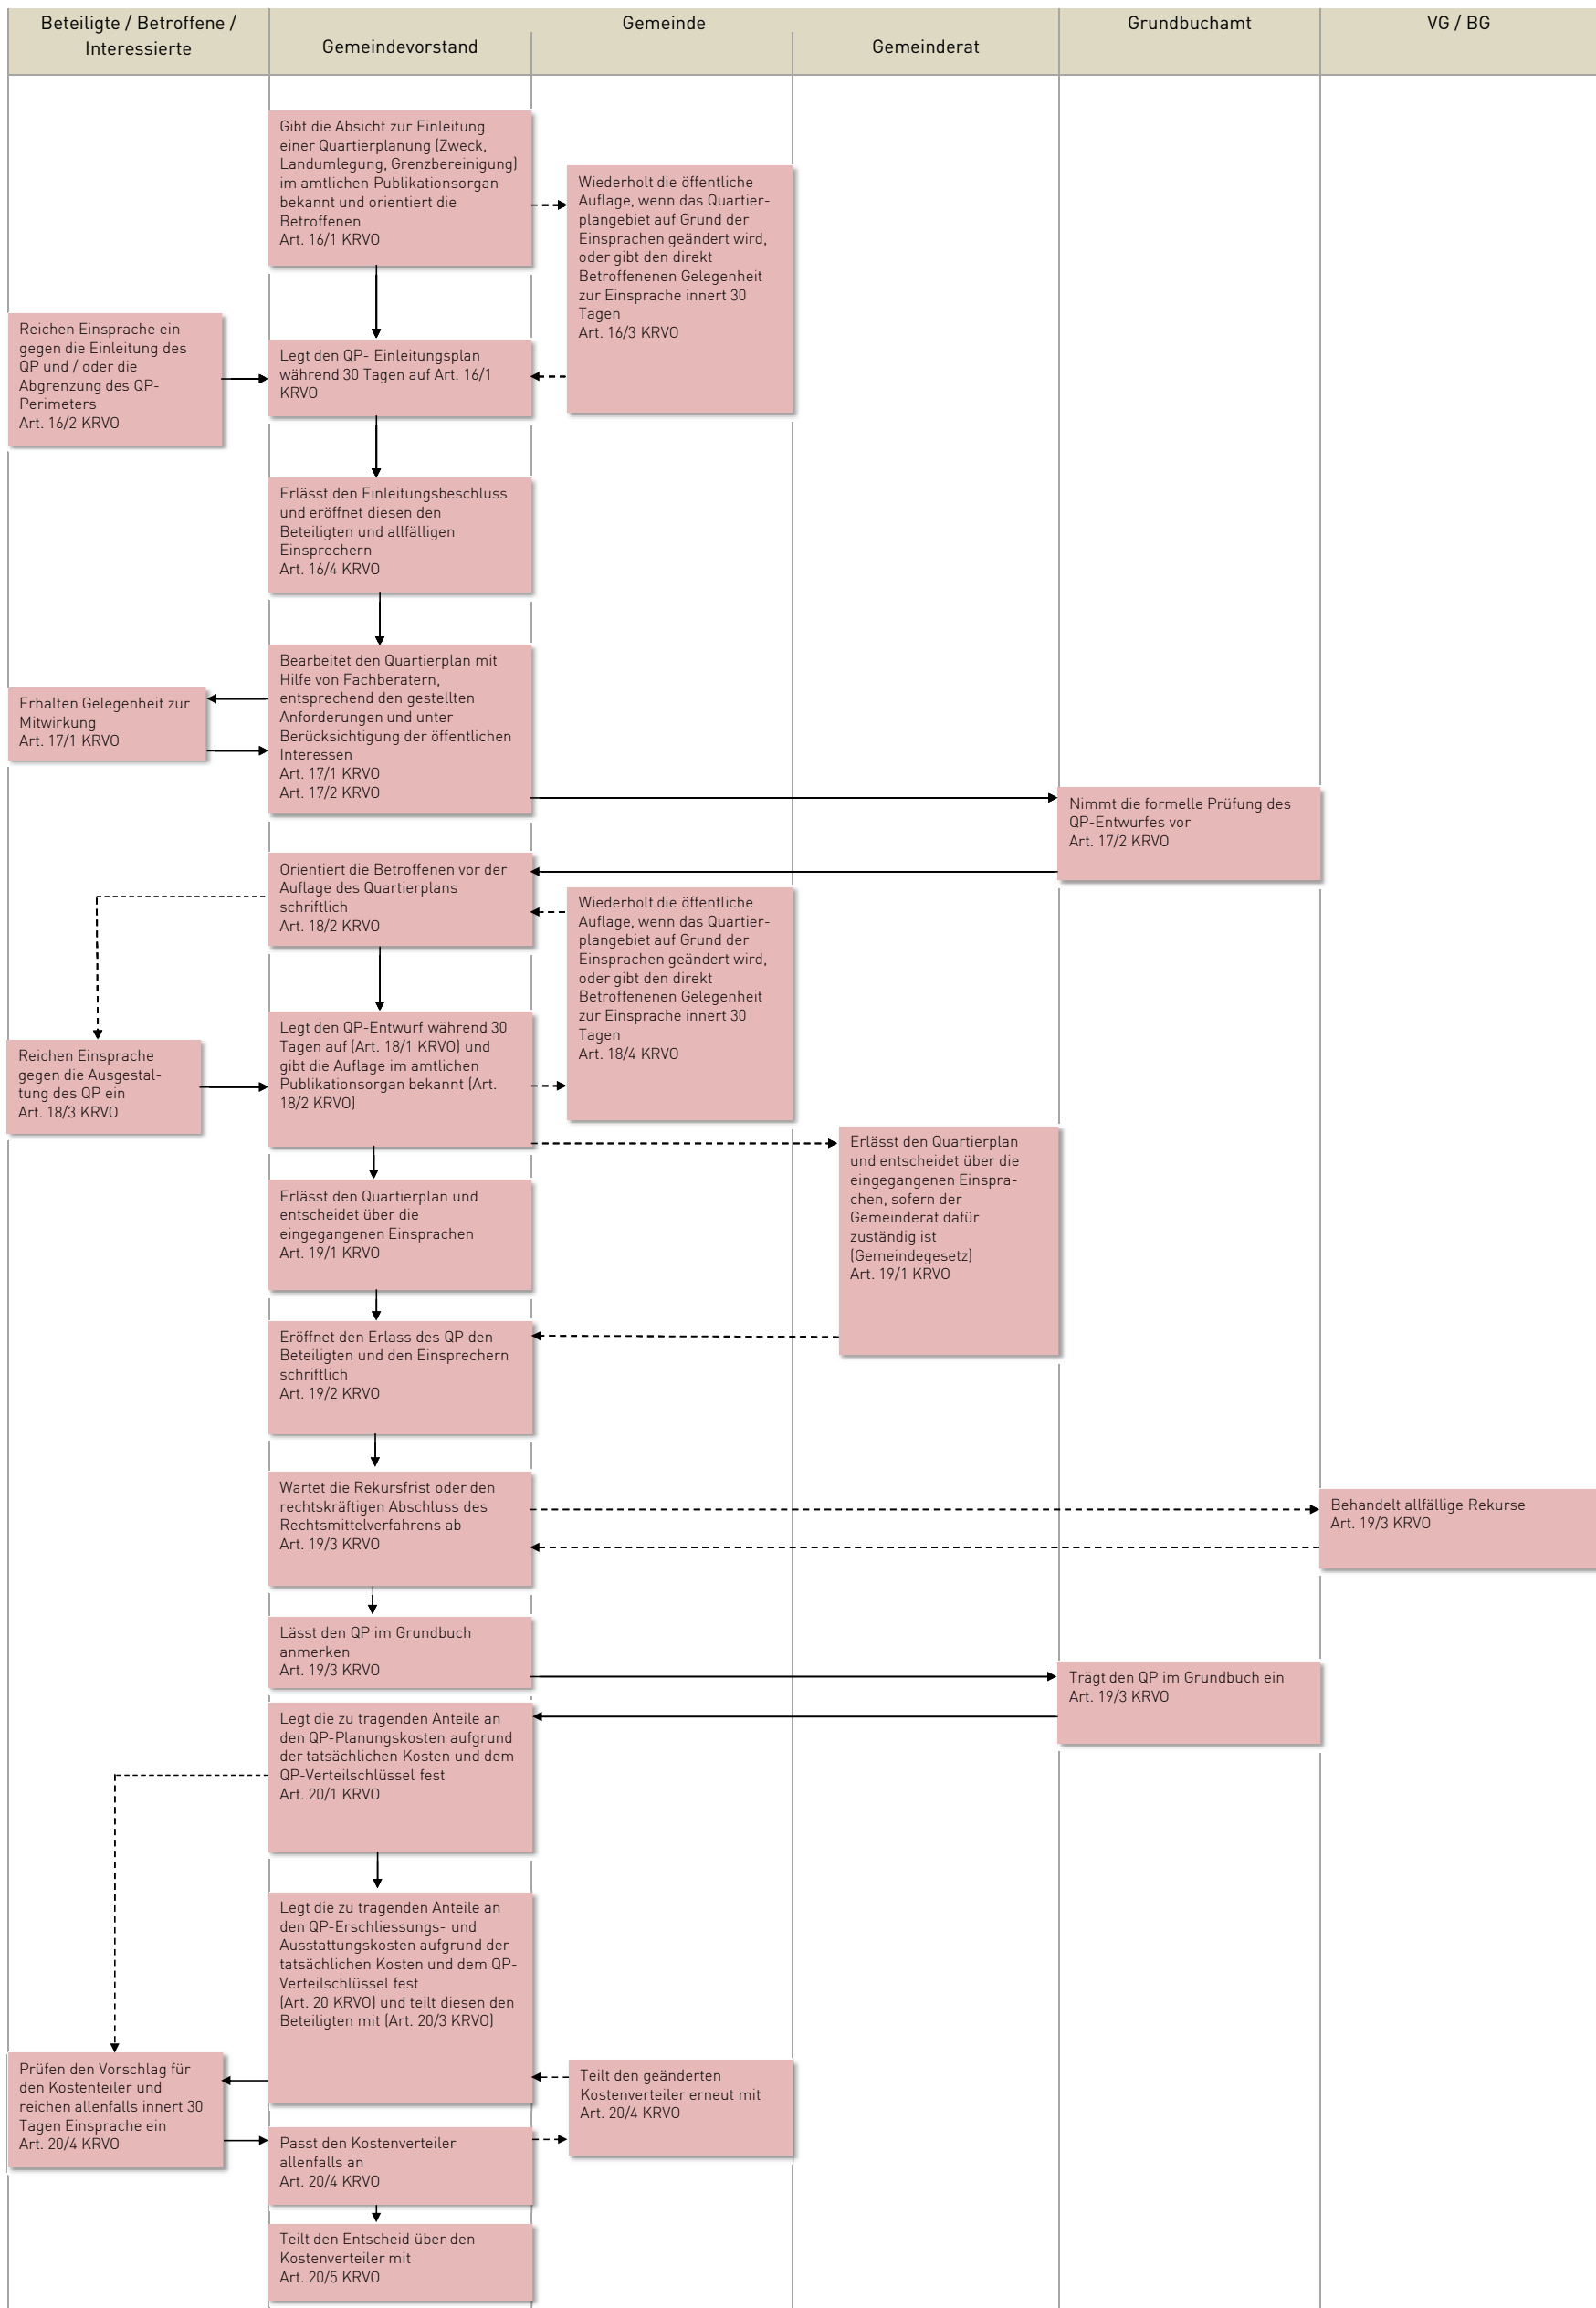 Beteiligte / Betroffene /
Interessierte
Gemeinde
Gemeindevorstand
Gemeinderat
Grundbuchamt
VG / BG
Gibt die Absicht zur Einleitung
einer Quartierplanung (Zweck,
Landumlegung, Grenzbereinigung)
im amtlichen Publikationsorgan
bekannt und orientiert die
Betroffenen
Art. 16/1 KRVO
Wiederholt die öffentliche
Auflage, wenn das Quartier-
plangebiet auf Grund der
Einsprachen geändert wird,
oder gibt den direkt
Betroffenenen Gelegenheit
zur Einsprache innert 30
Tagen
Art. 16/3 KRVO
Reichen Einsprache ein
gegen die Einleitung des
QP und / oder die
Abgrenzung des QP-
Perimeters
Art. 16/2 KRVO
Legt den QP- Einleitungsplan
während 30 Tagen auf Art. 16/1
KRVO
Erlässt den Einleitungsbeschluss
und eröffnet diesen den
Beteiligten und allfälligen
Einsprechern
Art. 16/4 KRVO
Bearbeitet den Quartierplan mit
Hilfe von Fachberatern,
entsprechend den gestellten
Anforderungen und unter
Berücksichtigung der öffentlichen
Interessen
Art. 17/1 KRVO
Art. 17/2 KRVO
Erhalten Gelegenheit zur
Mitwirkung
Art. 17/1 KRVO
Nimmt die formelle Prüfung des
QP-Entwurfes vor
Art. 17/2 KRVO
Orientiert die Betroffenen vor der
Auflage des Quartierplans
schriftlich
Art. 18/2 KRVO
Wiederholt die öffentliche
Auflage, wenn das Quartier-
plangebiet auf Grund der
Einsprachen geändert wird,
oder gibt den direkt
Betroffenenen Gelegenheit
zur Einsprache innert 30
Tagen
Art. 18/4 KRVO
Legt den QP-Entwurf während 30
Tagen auf (Art. 18/1 KRVO) und
gibt die Auflage im amtlichen
Publikationsorgan bekannt (Art.
18/2 KRVO)
Reichen Einsprache
gegen die Ausgestal-
tung des QP ein
Art. 18/3 KRVO
Erlässt den Quartierplan
und entscheidet über die
eingegangenen Einspra-
chen, sofern der
Gemeinderat dafür
zuständig ist
(Gemeindegesetz)
Art. 19/1 KRVO
Erlässt den Quartierplan und
entscheidet über die
eingegangenen Einsprachen
Art. 19/1 KRVO
Eröffnet den Erlass des QP den
Beteiligten und den Einsprechern
schriftlich
Art. 19/2 KRVO
Wartet die Rekursfrist oder den
rechtskräftigen Abschluss des
Rechtsmittelverfahrens ab
Art. 19/3 KRVO
Behandelt allfällige Rekurse
Art. 19/3 KRVO
Lässt den QP im Grundbuch
anmerken
Art. 19/3 KRVO
Trägt den QP im Grundbuch ein
Art. 19/3 KRVO
Legt die zu tragenden Anteile an
den QP-Planungskosten aufgrund
der tatsächlichen Kosten und dem
QP-Verteilschlüssel fest
Art. 20/1 KRVO
Legt die zu tragenden Anteile an
den QP-Erschliessungs- und
Ausstattungskosten aufgrund der
tatsächlichen Kosten und dem QP-
Verteilschlüssel fest
(Art. 20 KRVO) und teilt diesen den
Beteiligten mit (Art. 20/3 KRVO)
Prüfen den Vorschlag für
den Kostenteiler und
reichen allenfalls innert 30
Tagen Einsprache ein
Art. 20/4 KRVO
Teilt den geänderten
Kostenverteiler erneut mit
Art. 20/4 KRVO
Passt den Kostenverteiler
allenfalls an
Art. 20/4 KRVO
Teilt den Entscheid über den
Kostenverteiler mit
Art. 20/5 KRVO